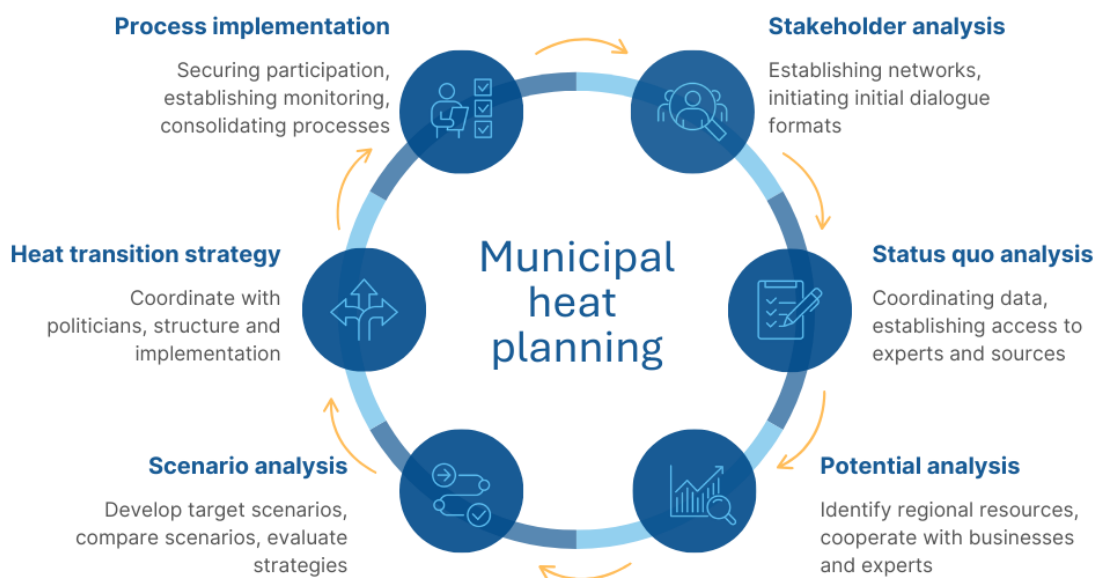 Process implementation
Securing participation,
establishing monitoring,
consolidating processes
Stakeholder analysis
Establishing networks,
initiating initial dialogue
formats
Heat transition strategy
Coordinate with
politicians, structure and
implementation
Municipal
heat
planning
Status quo analysis
Coordinating data,
establishing access to
experts and sources
Scenario analysis
Develop target scenarios,
compare scenarios, evaluate
strategies
Potential analysis
Identify regional resources,
cooperate with businesses
and experts